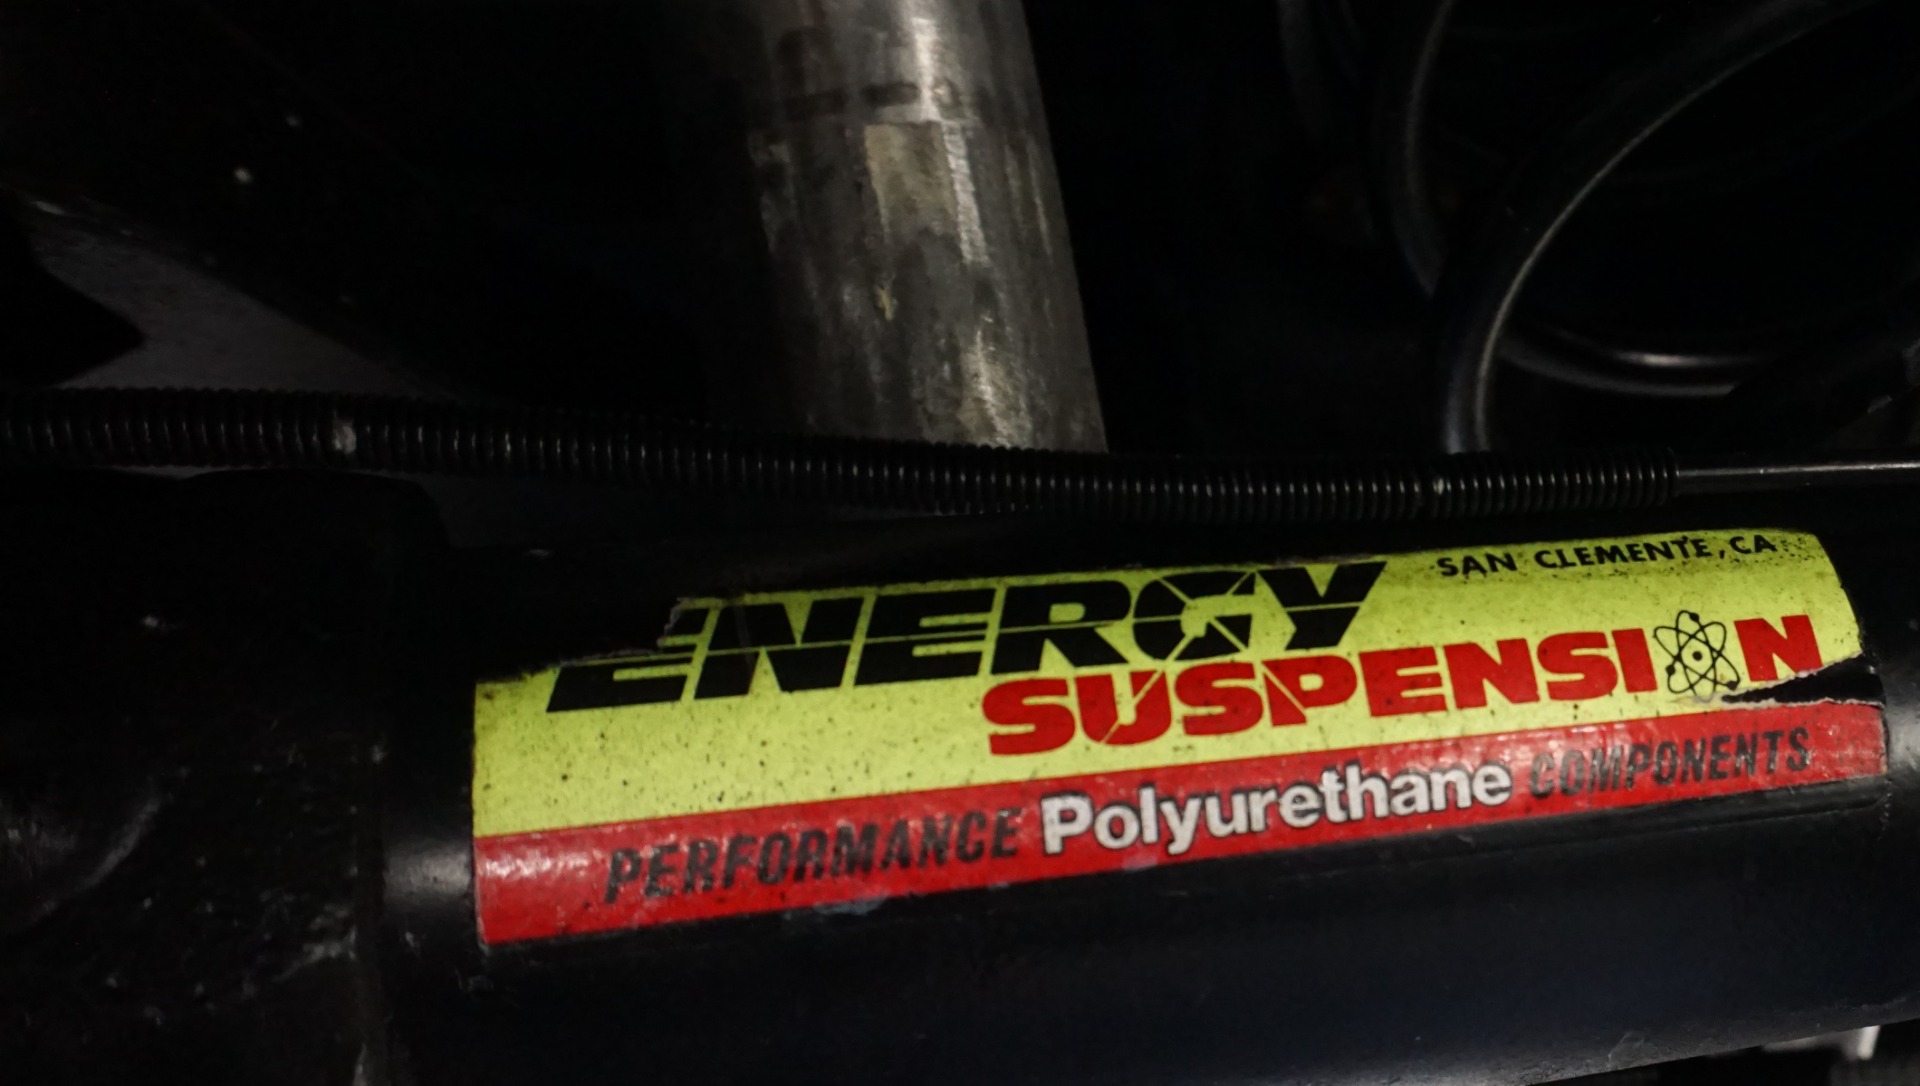 SAN CLEMENTE, CA
ENERGY
SUSPENSION
PERFORMANCE Polyurethane COMPONENTS